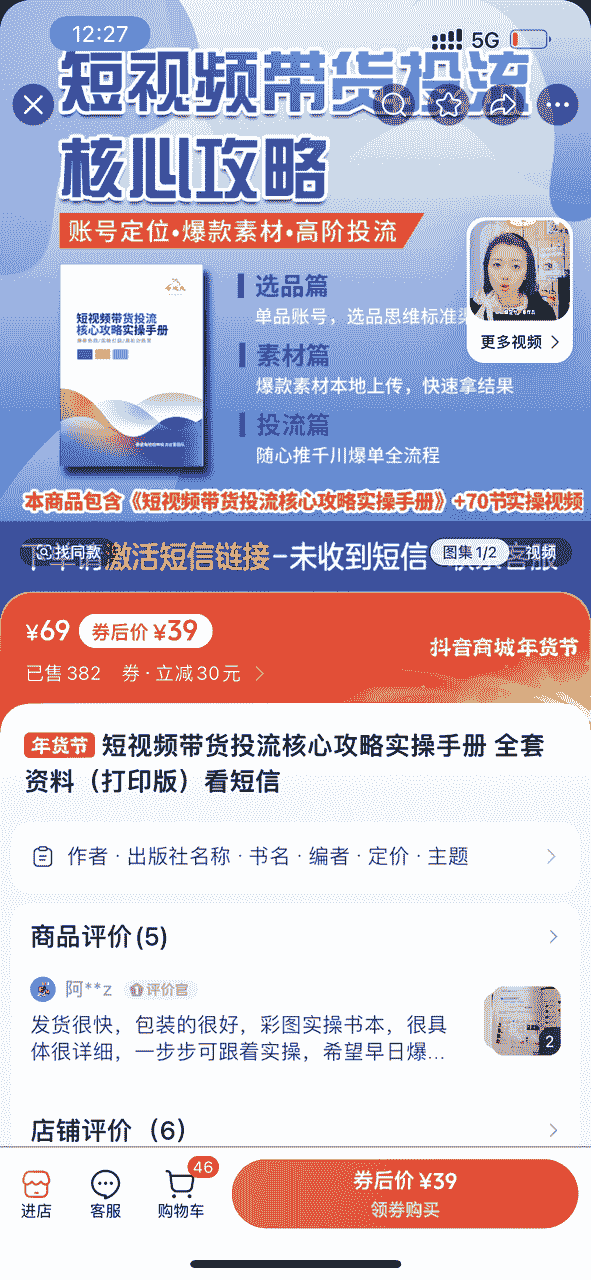 12:27
5G
短视频带货投流
核心攻略
账号定位•爆款素材•高阶投流
选品篇
单品账号，选品思维标准
更多视频
短视频带货投流
核心攻略实操手册
素材篇
爆款素材本地上传，快速拿结果
投流篇
随心推千川爆单全流程
本商品包含《短视频带货投流核心攻略实操手册》+70节实操视频
激活短信链接-未收到短信
找同款
图集1/2
视频
¥69 券后价 ¥39
已售382 券·立减30元
抖音商城年货节
年货节 短视频带货投流核心攻略实操手册 全套
资料（打印版）看短信
作者 · 出版社名称 · 书名 · 编者 · 定价 · 主题
商品评价(5)
阿**z 评价官
发货很快，包装的很好，彩图实操书本，很具
体很详细，一步步可跟着实操，希望早日爆...
2
店铺评价（6）
进店
客服
46
购物车
券后价 ¥39
领券购买